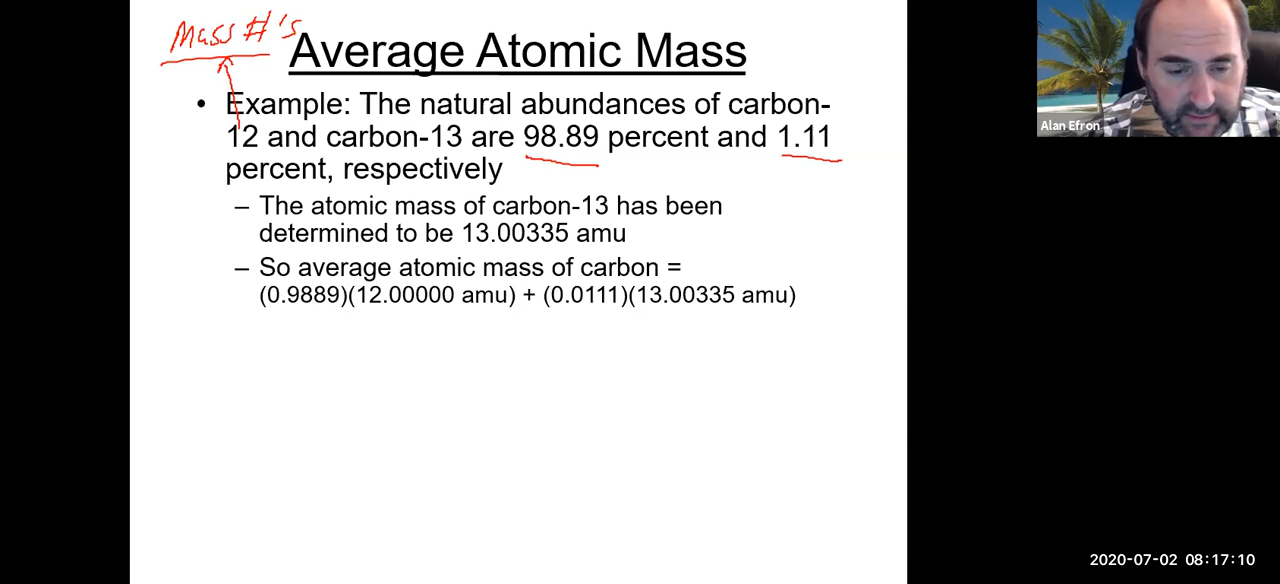 Mass #'s
Average Atomic Mass
• Example: The natural abundances of carbon-
12 and carbon-13 are 98.89 percent and 1.11
percent, respectively
– The atomic mass of carbon-13 has been
determined to be 13.00335 amu
– So average atomic mass of carbon =
(0.9889)(12.00000 amu) + (0.0111)(13.00335 amu)
Alan Efron
2020-07-02 08:17:10